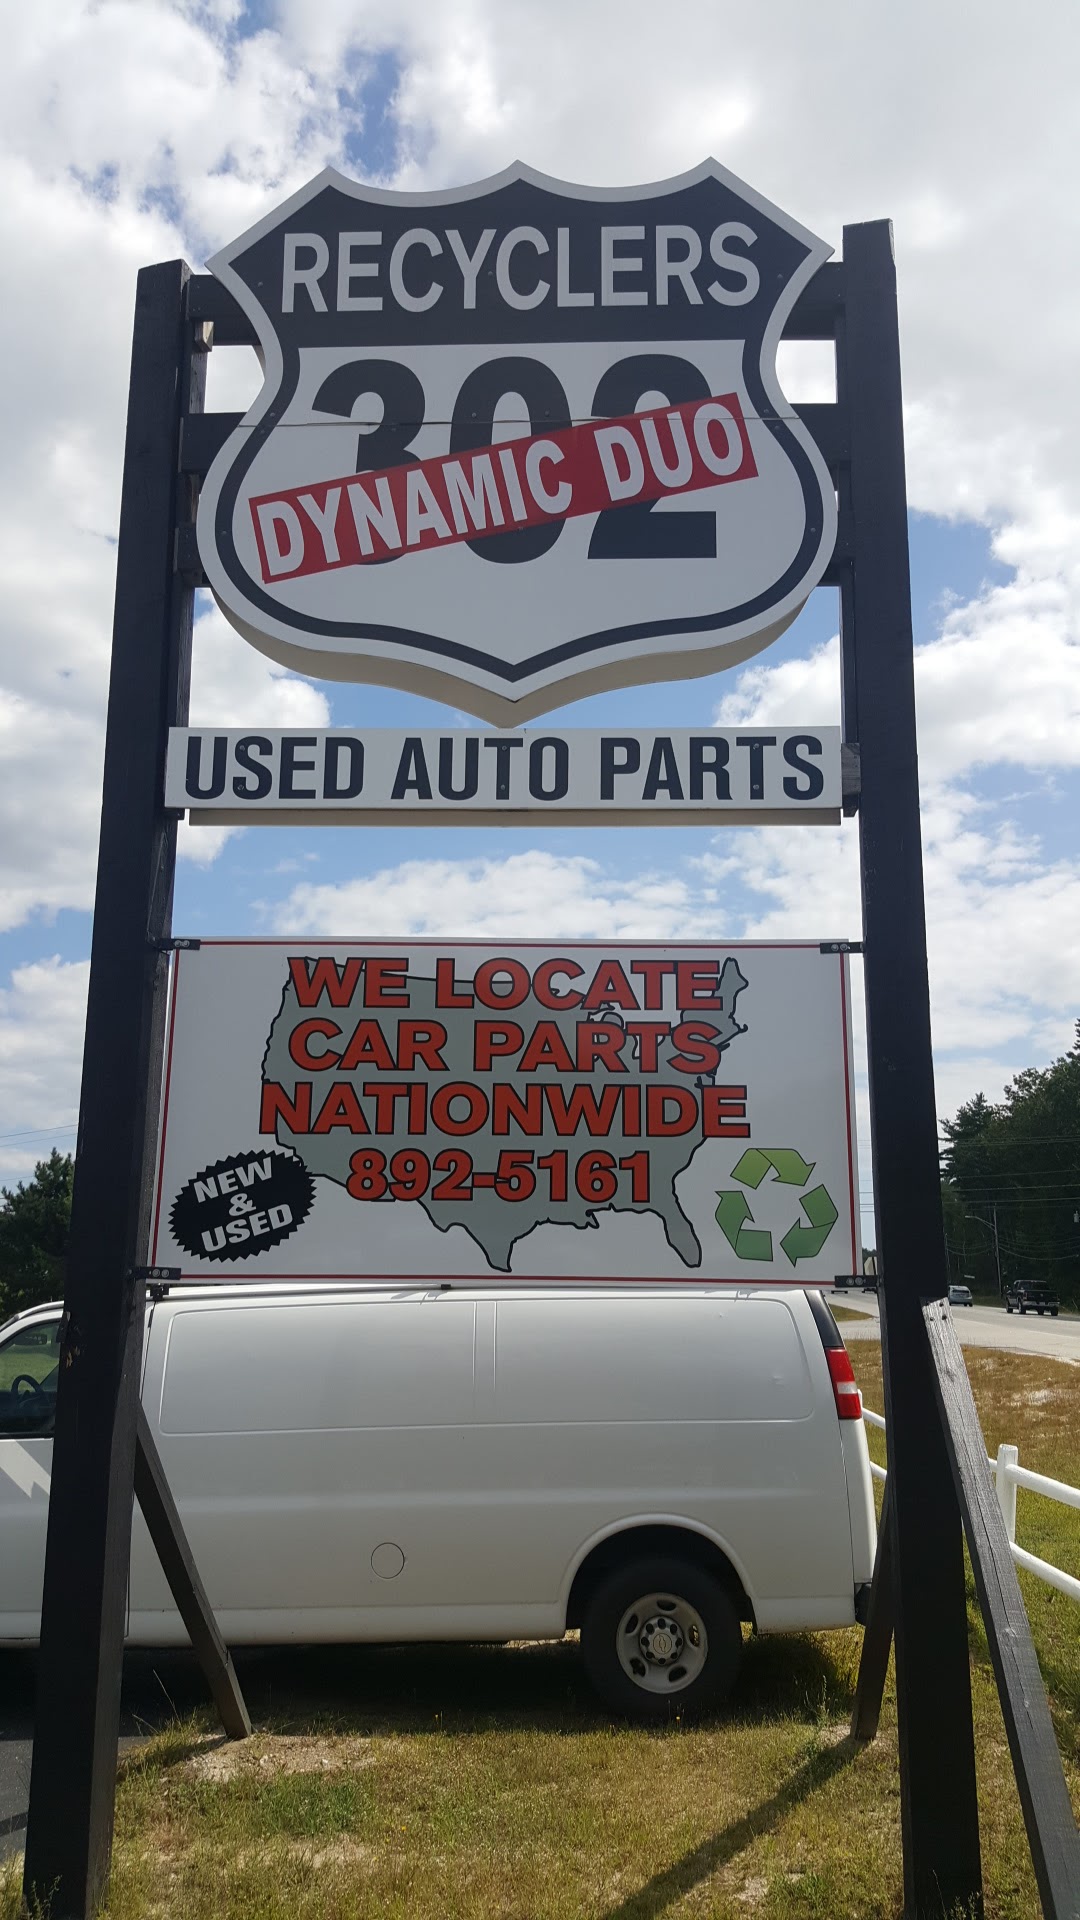 RECYCLERS
302
DYNAMIC DUO
USED AUTO PARTS
WE LOCATE
CAR PARTS
NATIONWIDE
892-5161
NEW
&
USED